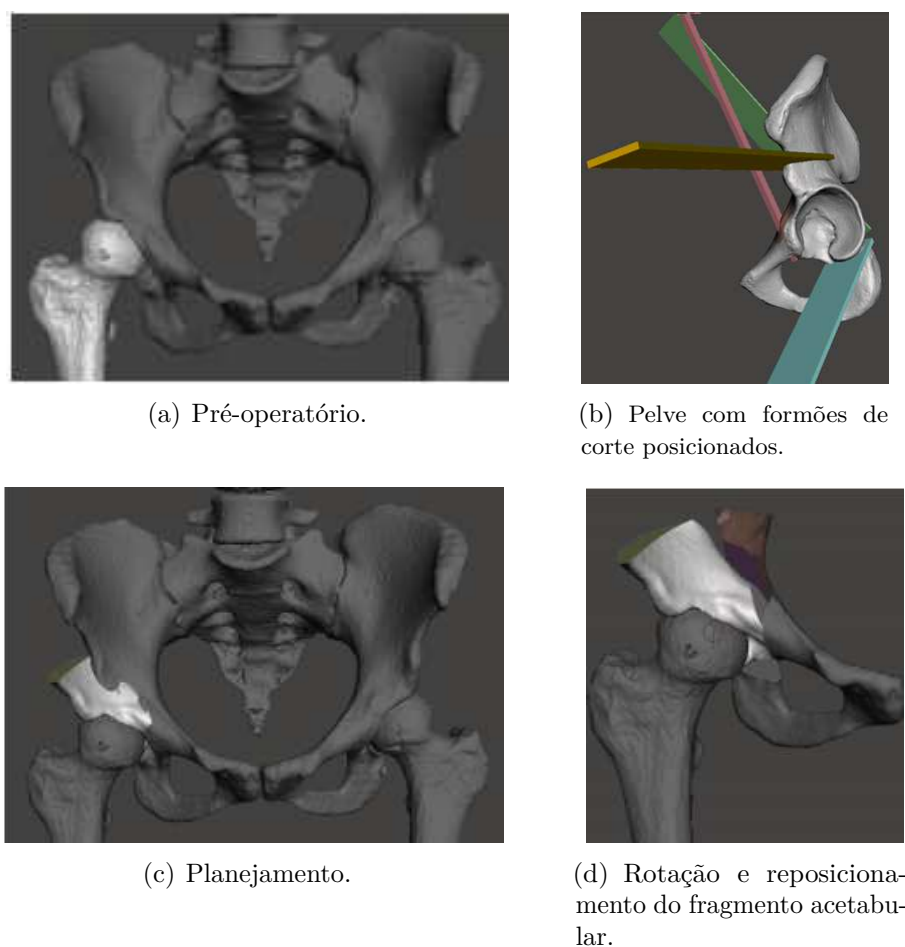 (a) Pré-operatório.
(b) Pelve com formões de
corte posicionados.
(c) Planejamento.
(d) Rotação e reposiciona-
mento do fragmento acetabu-
lar.